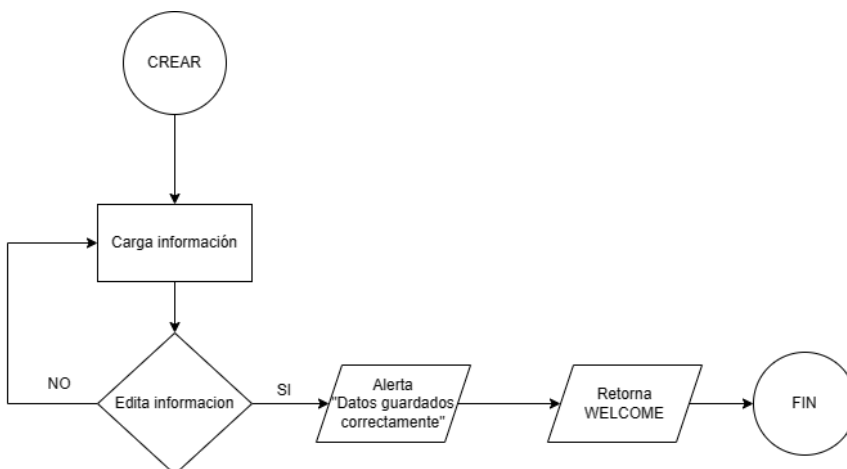 CREAR
Carga información
NO
Edita informacion
SI
Alerta
"Datos guardados
correctamente"
Retorna
WELCOME
FIN